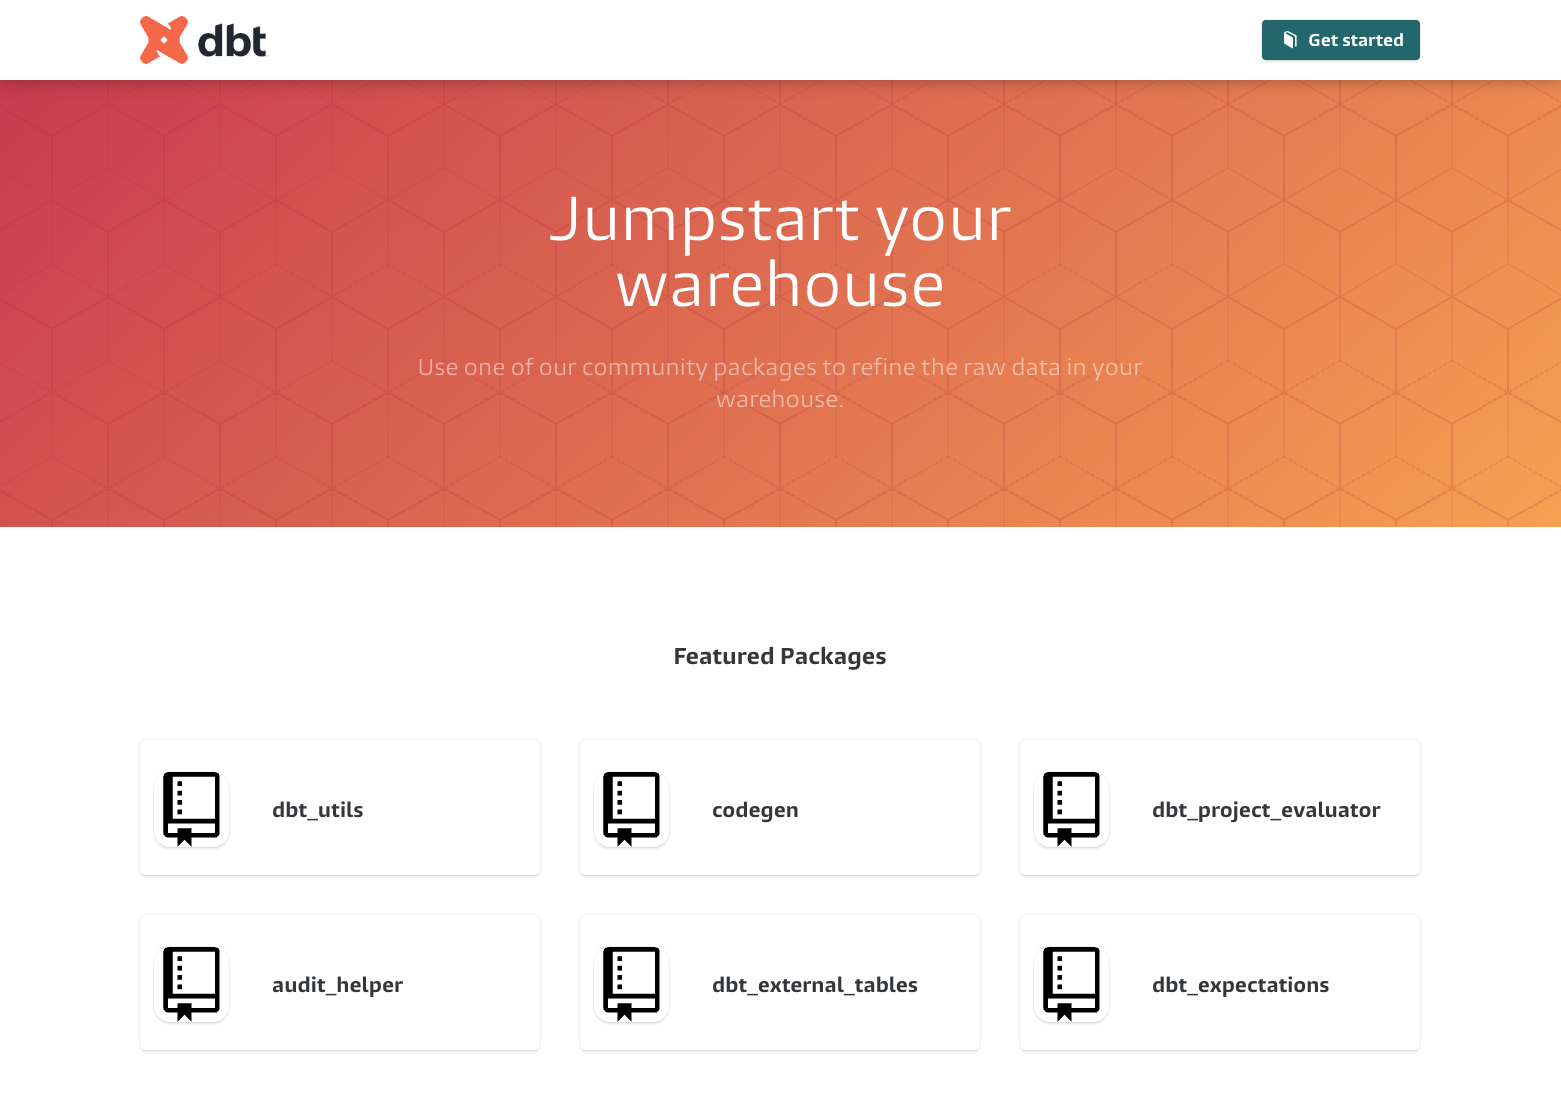 dbt
Get started
Jumpstart your
warehouse
Use one of our community packages to refine the raw data in your
warehouse.
Featured Packages
dbt_utils
codegen
dbt_project_evaluator
audit_helper
dbt_external_tables
dbt_expectations